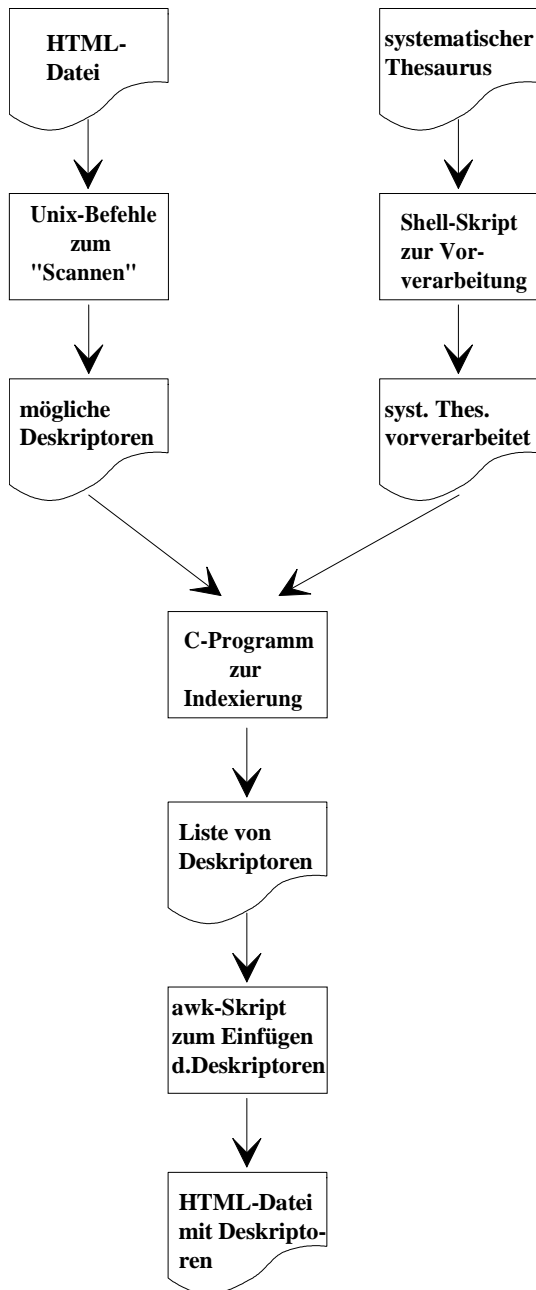 HTML-
Datei
systematischer
Thesaurus
Unix-Befehle
zum
"Scannen"
Shell-Skript
zur Vor-
verarbeitung
mögliche
Deskriptoren
syst. Thes.
vorverarbeitet
C-Programm
zur
Indexierung
Liste von
Deskriptoren
awk-Skript
zum Einfügen
d.Deskriptoren
HTML-Datei
mit Deskripto-
ren